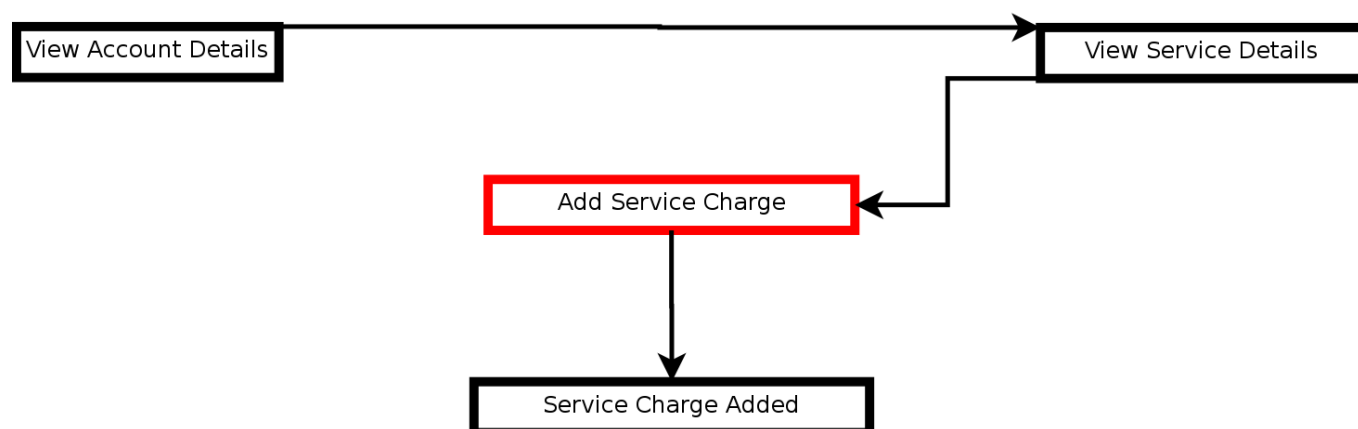 View Account Details
View Service Details
Add Service Charge
Service Charge Added